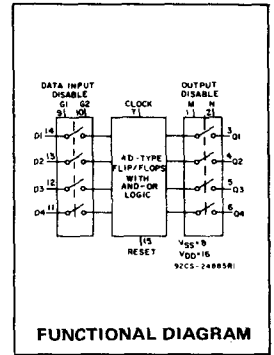 DATA INPUT DISABLE
G1 G2
9 10
CLOCK
7
OUTPUT DISABLE
M N
1 2
D1 14
D2 13
D3 12
D4 11
4 D-TYPE
FLIP/FLOPS
WITH
AND-OR
LOGIC
3 Q1
4 Q2
5 Q3
6 Q4
15
RESET
VSS=8
VDD=16
92CS-24885R1
FUNCTIONAL DIAGRAM